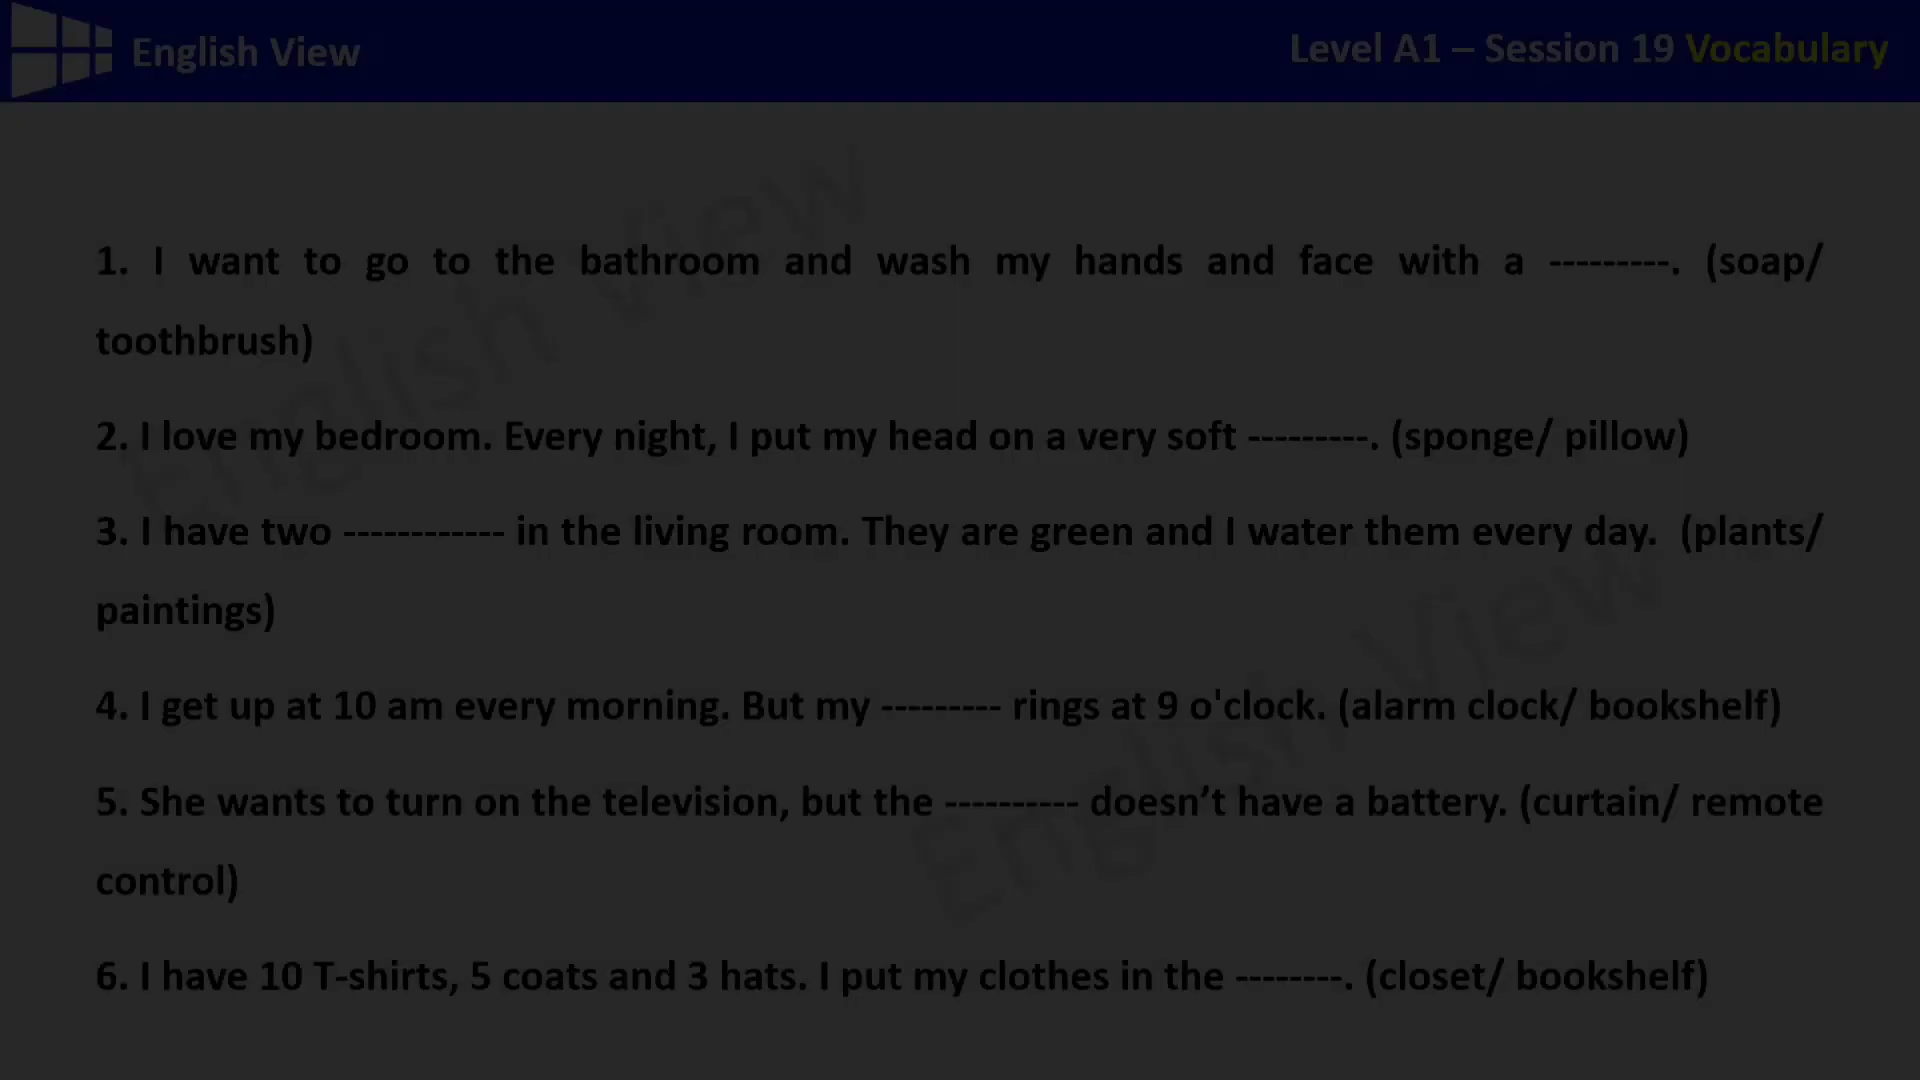 English View
Level A1 – Session 19 Vocabulary
1. I want to go to the bathroom and wash my hands and face with a ---------. (soap/
toothbrush)
2. I love my bedroom. Every night, I put my head on a very soft ---------. (sponge/ pillow)
3. I have two ------------ in the living room. They are green and I water them every day. (plants/
paintings)
4. I get up at 10 am every morning. But my --------- rings at 9 o'clock. (alarm clock/ bookshelf)
5. She wants to turn on the television, but the ---------- doesn’t have a battery. (curtain/ remote
control)
6. I have 10 T-shirts, 5 coats and 3 hats. I put my clothes in the --------. (closet/ bookshelf)
English View
English View